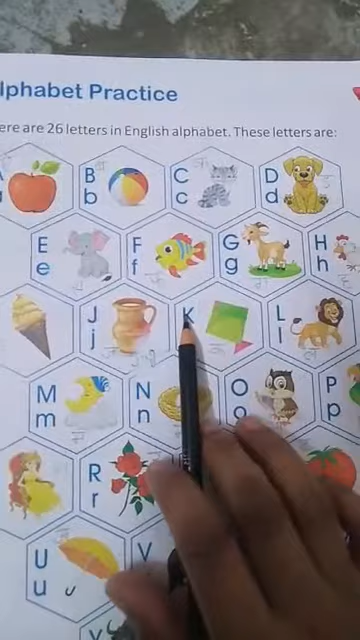 lphabet Practice
ere are 26 letters in English alphabet. These letters are:
B C D
b c d
E F G H
e f g h
J K L
j l
M N O P
m n o p
R
r
U V
u